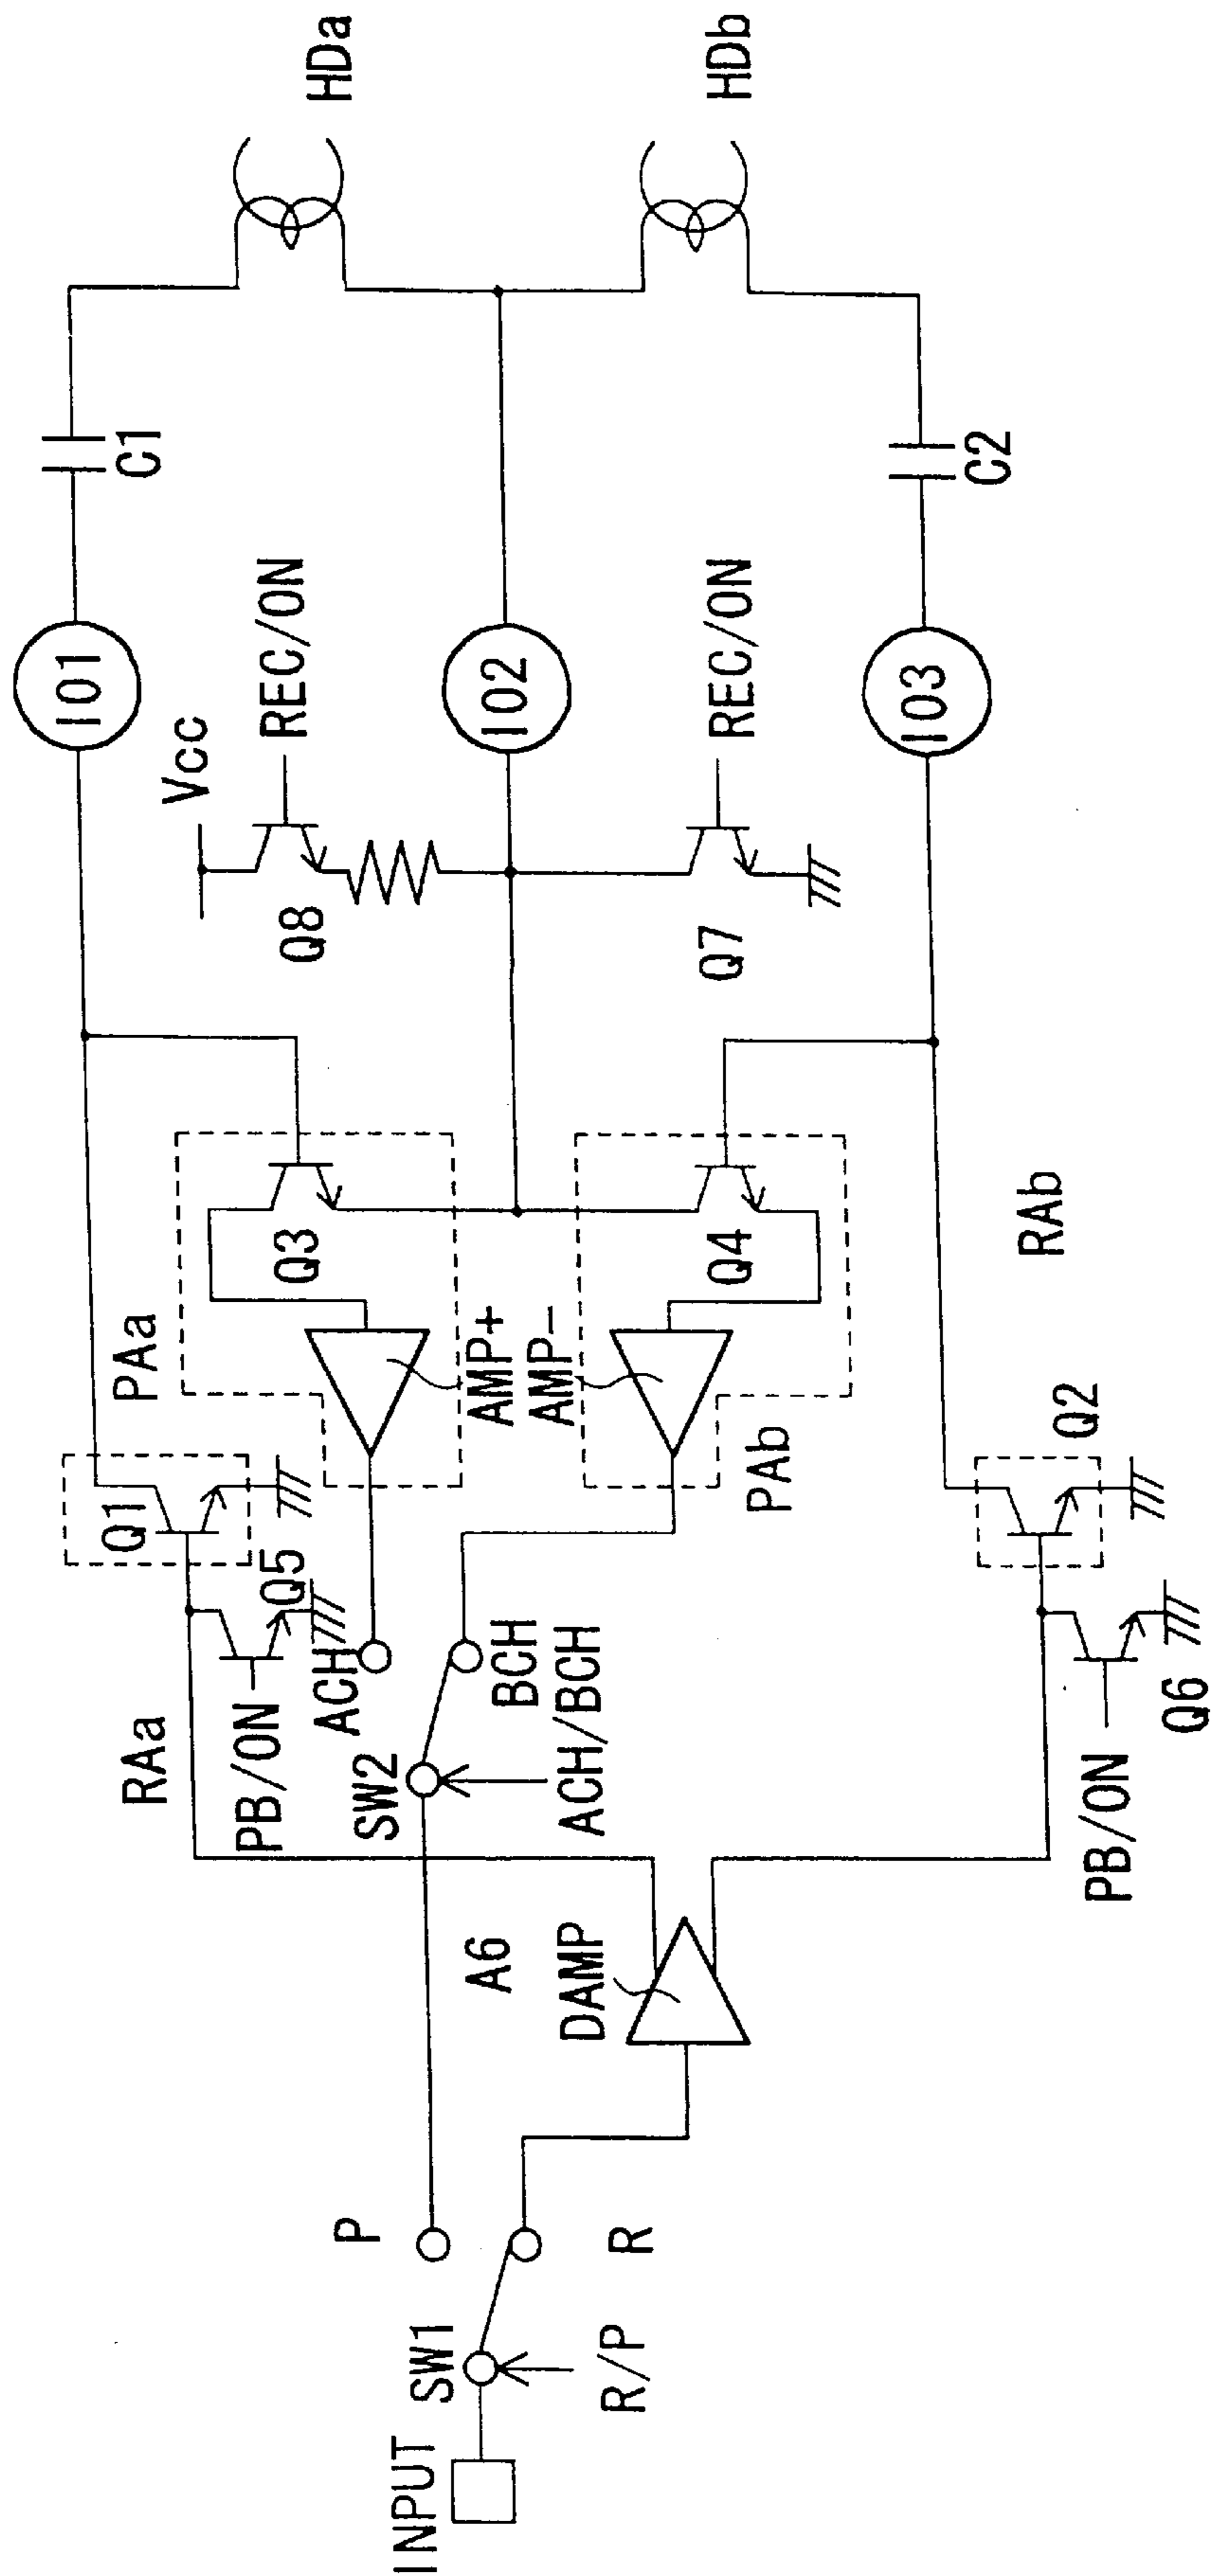 INPUT
SW1
R/P
P
R
A6
DAMP
RAa
PB/ON
Q5
Q1
SW2
ACH
BCH
ACH/BCH
PAa
AMP+
AMP-
PAb
Q3
Q4
PB/ON
Q6
Q2
RAb
Vcc
Q8
REC/ON
Q7
REC/ON
I01
I02
I03
C1
C2
HDa
HDb